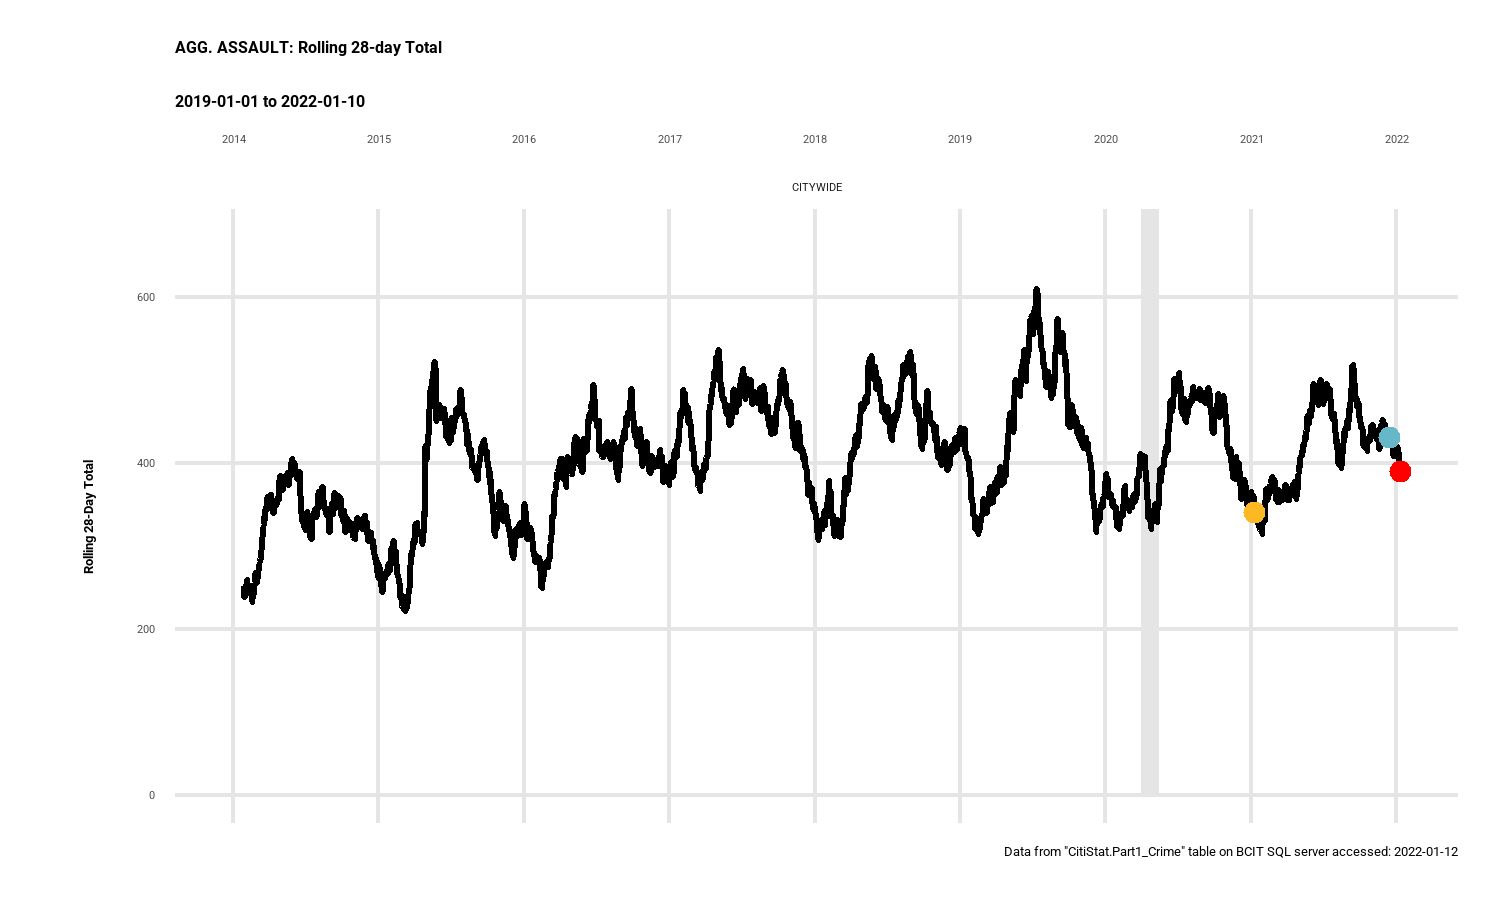 AGG. ASSAULT: Rolling 28-day Total
2019-01-01 to 2022-01-10
2014 2015 2016 2017 2018 2019 2020 2021 2022
CITYWIDE
600
400
200
0
Rolling 28-Day Total
Data from "CitiStat.Part1_Crime" table on BCIT SQL server accessed: 2022-01-12